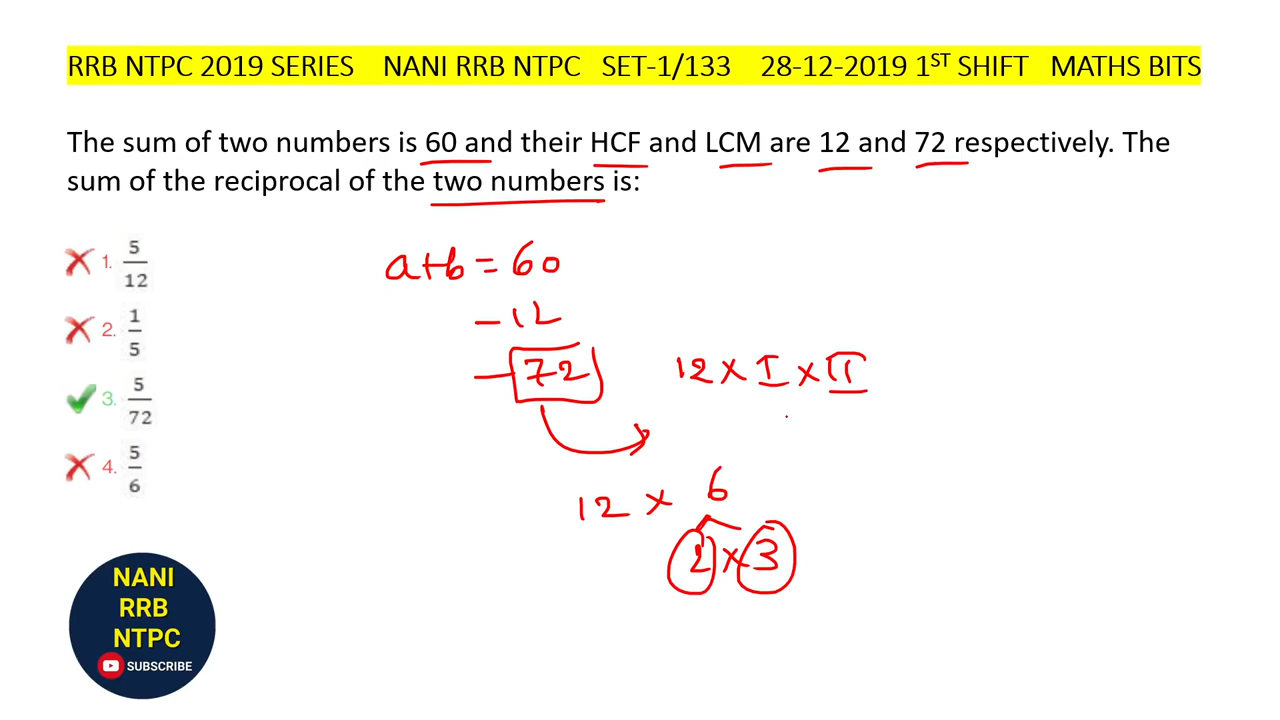 RRB NTPC 2019 SERIES NANI RRB NTPC SET-1/133 28-12-2019 1ST SHIFT MATHS BITS
The sum of two numbers is 60 and their HCF and LCM are 12 and 72 respectively. The
sum of the reciprocal of the two numbers is:
1. 5/12
2. 1/5
3. 5/72
4. 5/6
a+b = 60
- 12
- 72
12 × I × II
12 × 6
2 × 3
NANI
RRB
NTPC
SUBSCRIBE